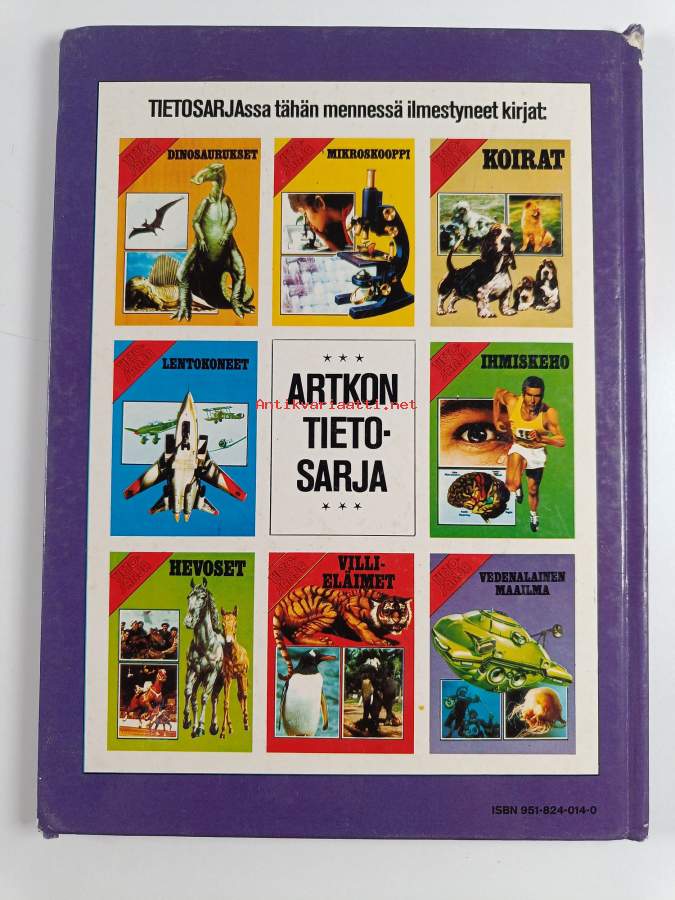 TIETOSARJAssa tähän mennessä ilmestyneet kirjat:
DINOSAURUKSET
MIKROSKOOPPI
KOIRAT
LENTOKONEET
ARTKON
TIETO-
SARJA
Antikvariaatti.net
IHMISKEHO
HEVOSET
VILLI-
ELÄIMET
VEDENALAINEN
MAAILMA
ISBN 951-824-014-0